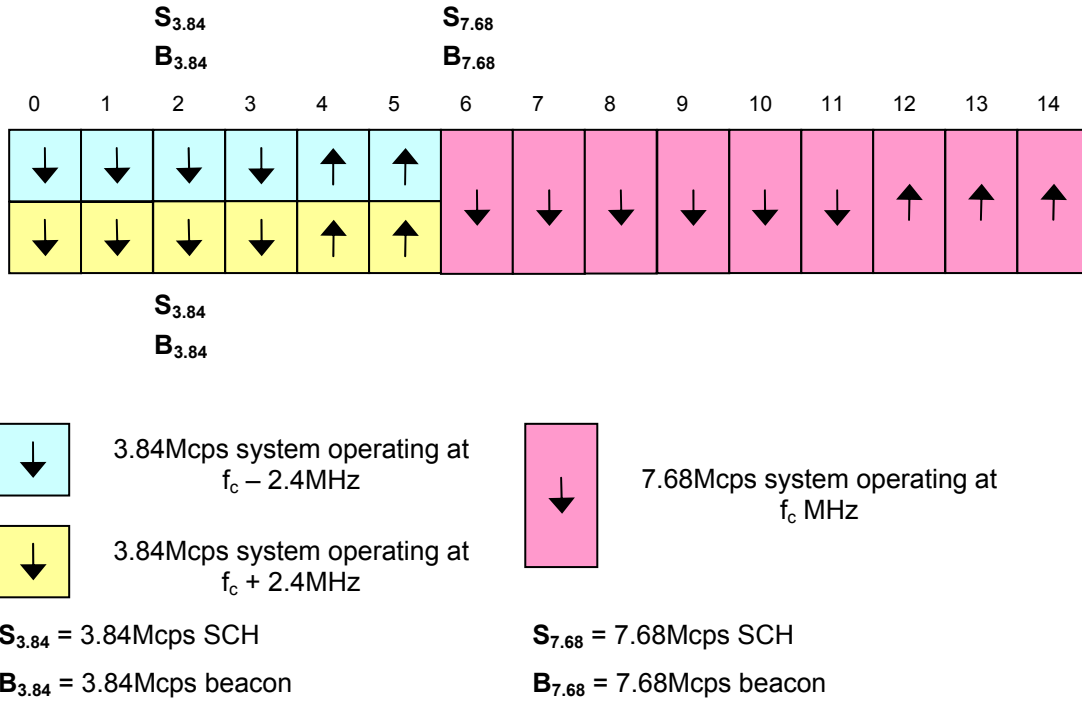 S3.84 S7.68
B3.84 B7.68
0 1 2 3 4 5 6 7 8 9 10 11 12 13 14
S3.84
B3.84
3.84Mcps system operating at
fc – 2.4MHz
7.68Mcps system operating at
fc MHz
3.84Mcps system operating at
fc + 2.4MHz
S3.84 = 3.84Mcps SCH
S7.68 = 7.68Mcps SCH
B3.84 = 3.84Mcps beacon
B7.68 = 7.68Mcps beacon